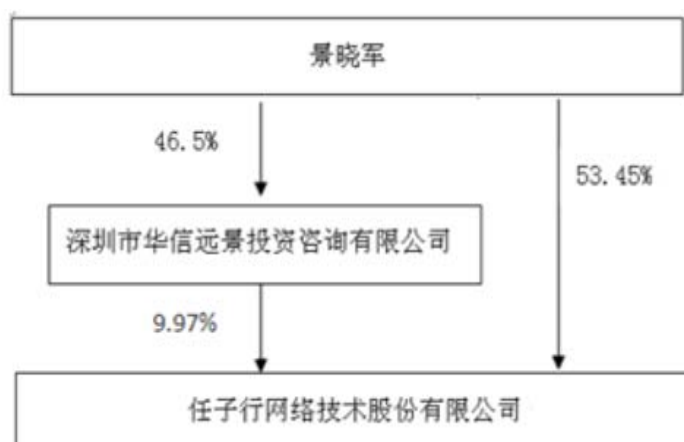 景晓军
46.5%
53.45%
深圳市华信远景投资咨询有限公司
9.97%
任子行网络技术股份有限公司